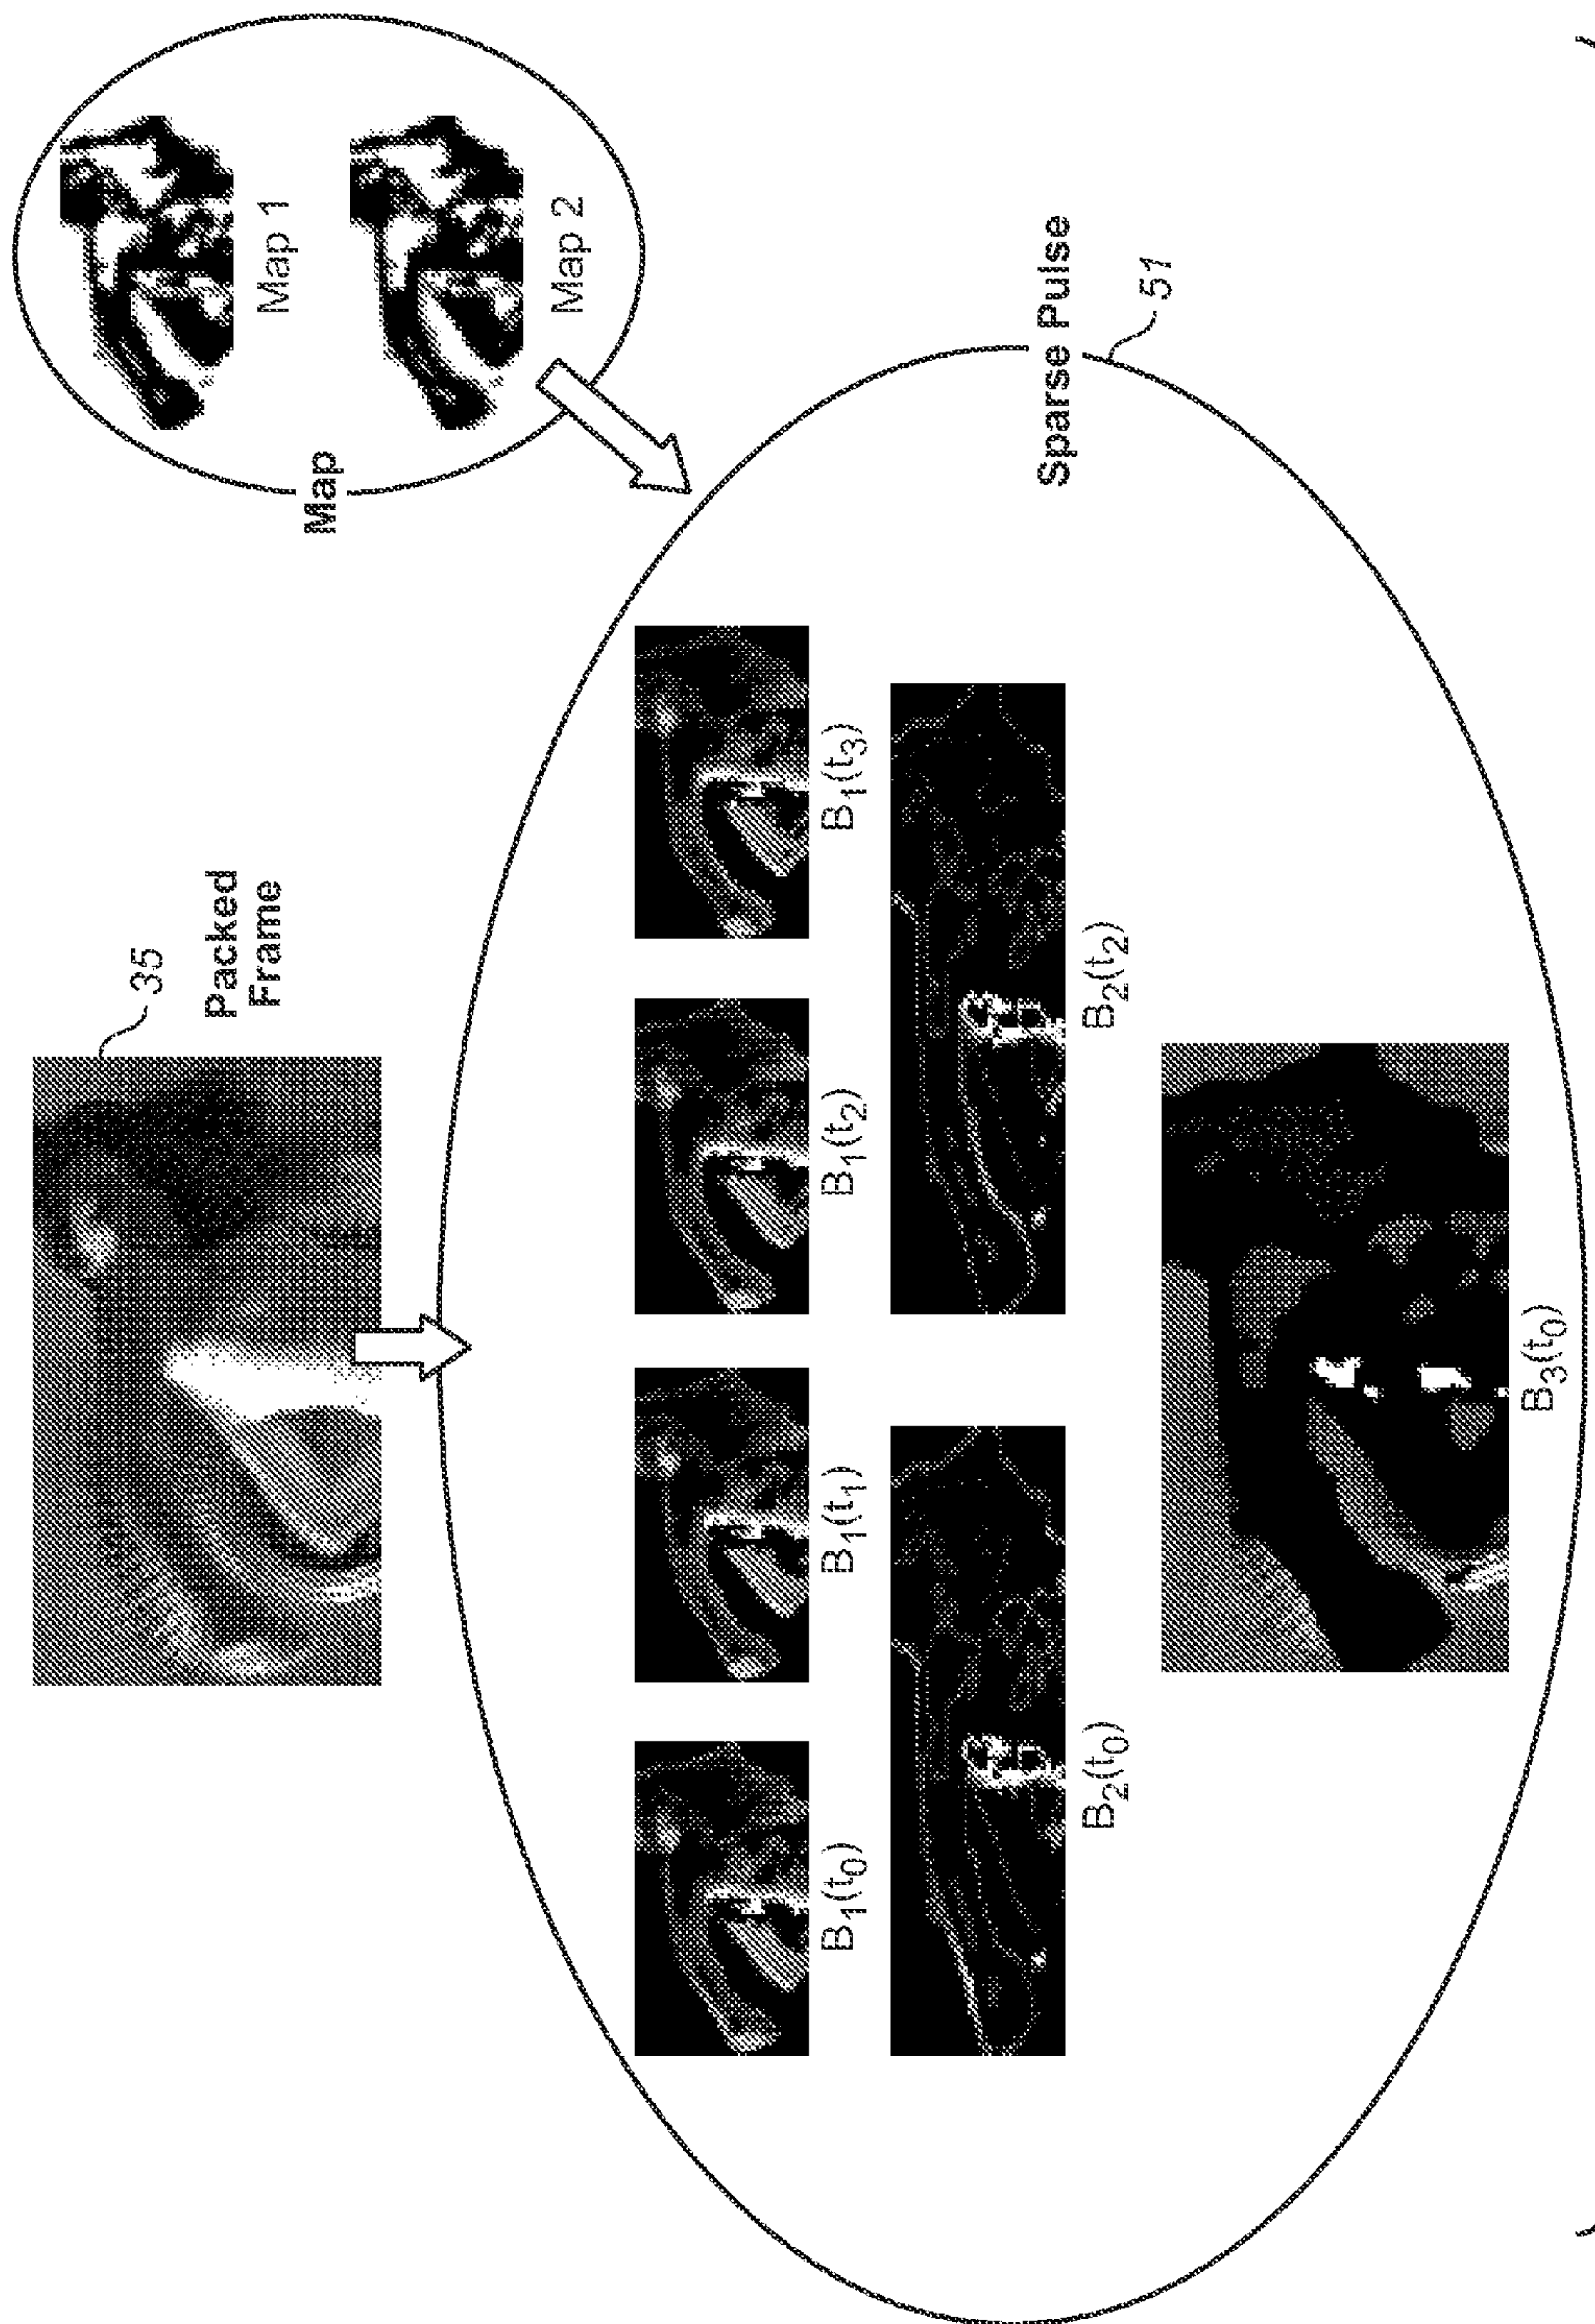 35
Packed
Frame
Map
Map 1
Map 2
Sparse Pulse
51
B₁(t₀)
B₁(t₁)
B₁(t₂)
B₁(t₃)
B₂(t₀)
B₂(t₂)
B₃(t₀)